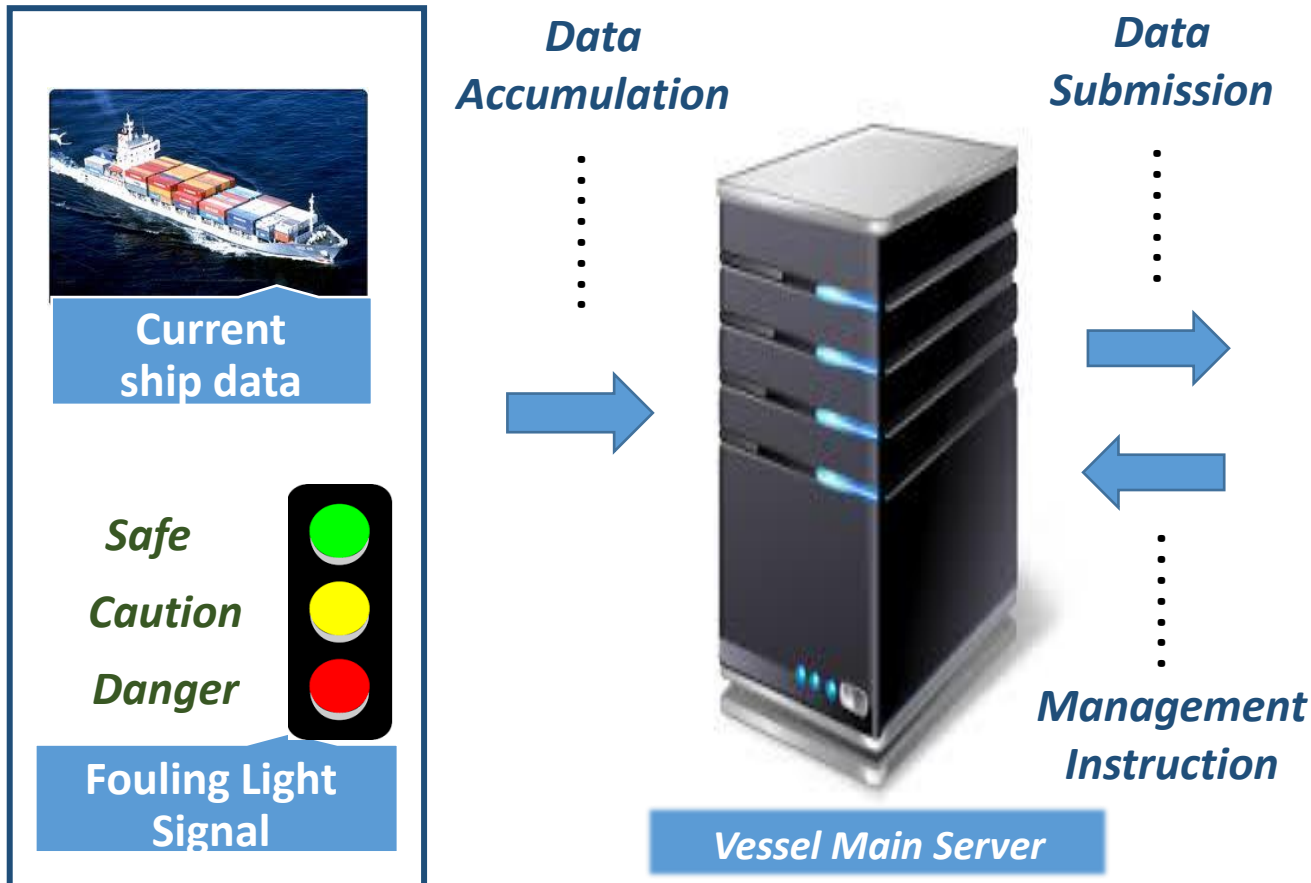 Current
ship data
Safe
Caution
Danger
Fouling Light
Signal
Data
Accumulation
Data
Submission
Management
Instruction
Vessel Main Server